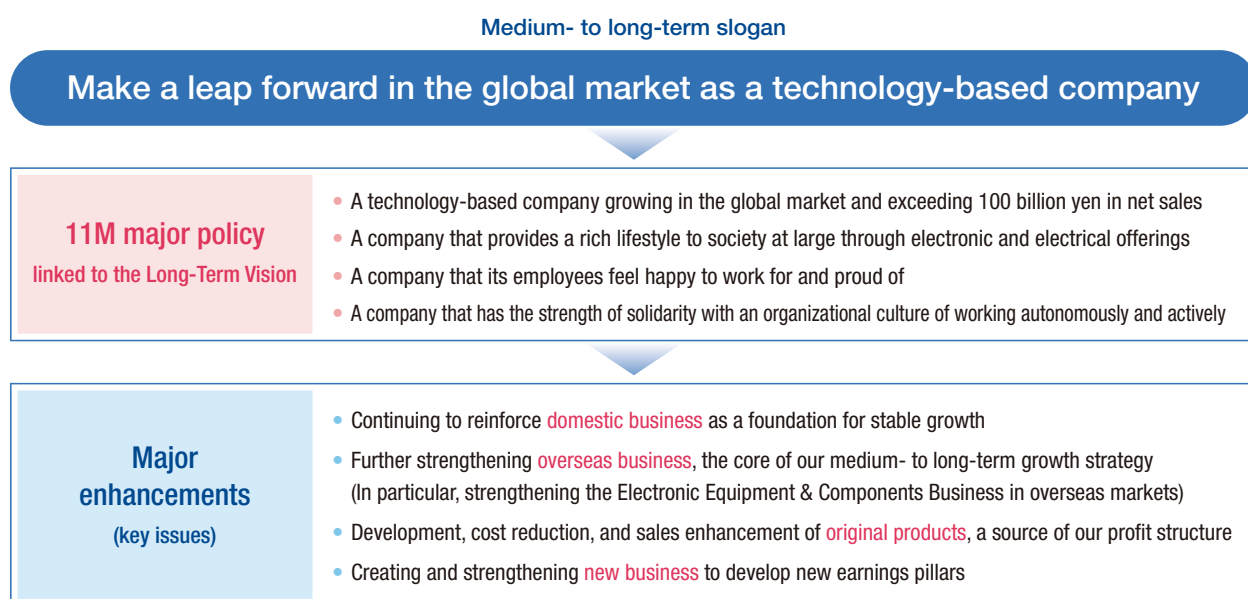 Medium- to long-term slogan
Make a leap forward in the global market as a technology-based company
11M major policy
linked to the Long-Term Vision
• A technology-based company growing in the global market and exceeding 100 billion yen in net sales
• A company that provides a rich lifestyle to society at large through electronic and electrical offerings
• A company that its employees feel happy to work for and proud of
• A company that has the strength of solidarity with an organizational culture of working autonomously and actively
Major
enhancements
(key issues)
• Continuing to reinforce domestic business as a foundation for stable growth
• Further strengthening overseas business, the core of our medium- to long-term growth strategy
(In particular, strengthening the Electronic Equipment & Components Business in overseas markets)
• Development, cost reduction, and sales enhancement of original products, a source of our profit structure
• Creating and strengthening new business to develop new earnings pillars